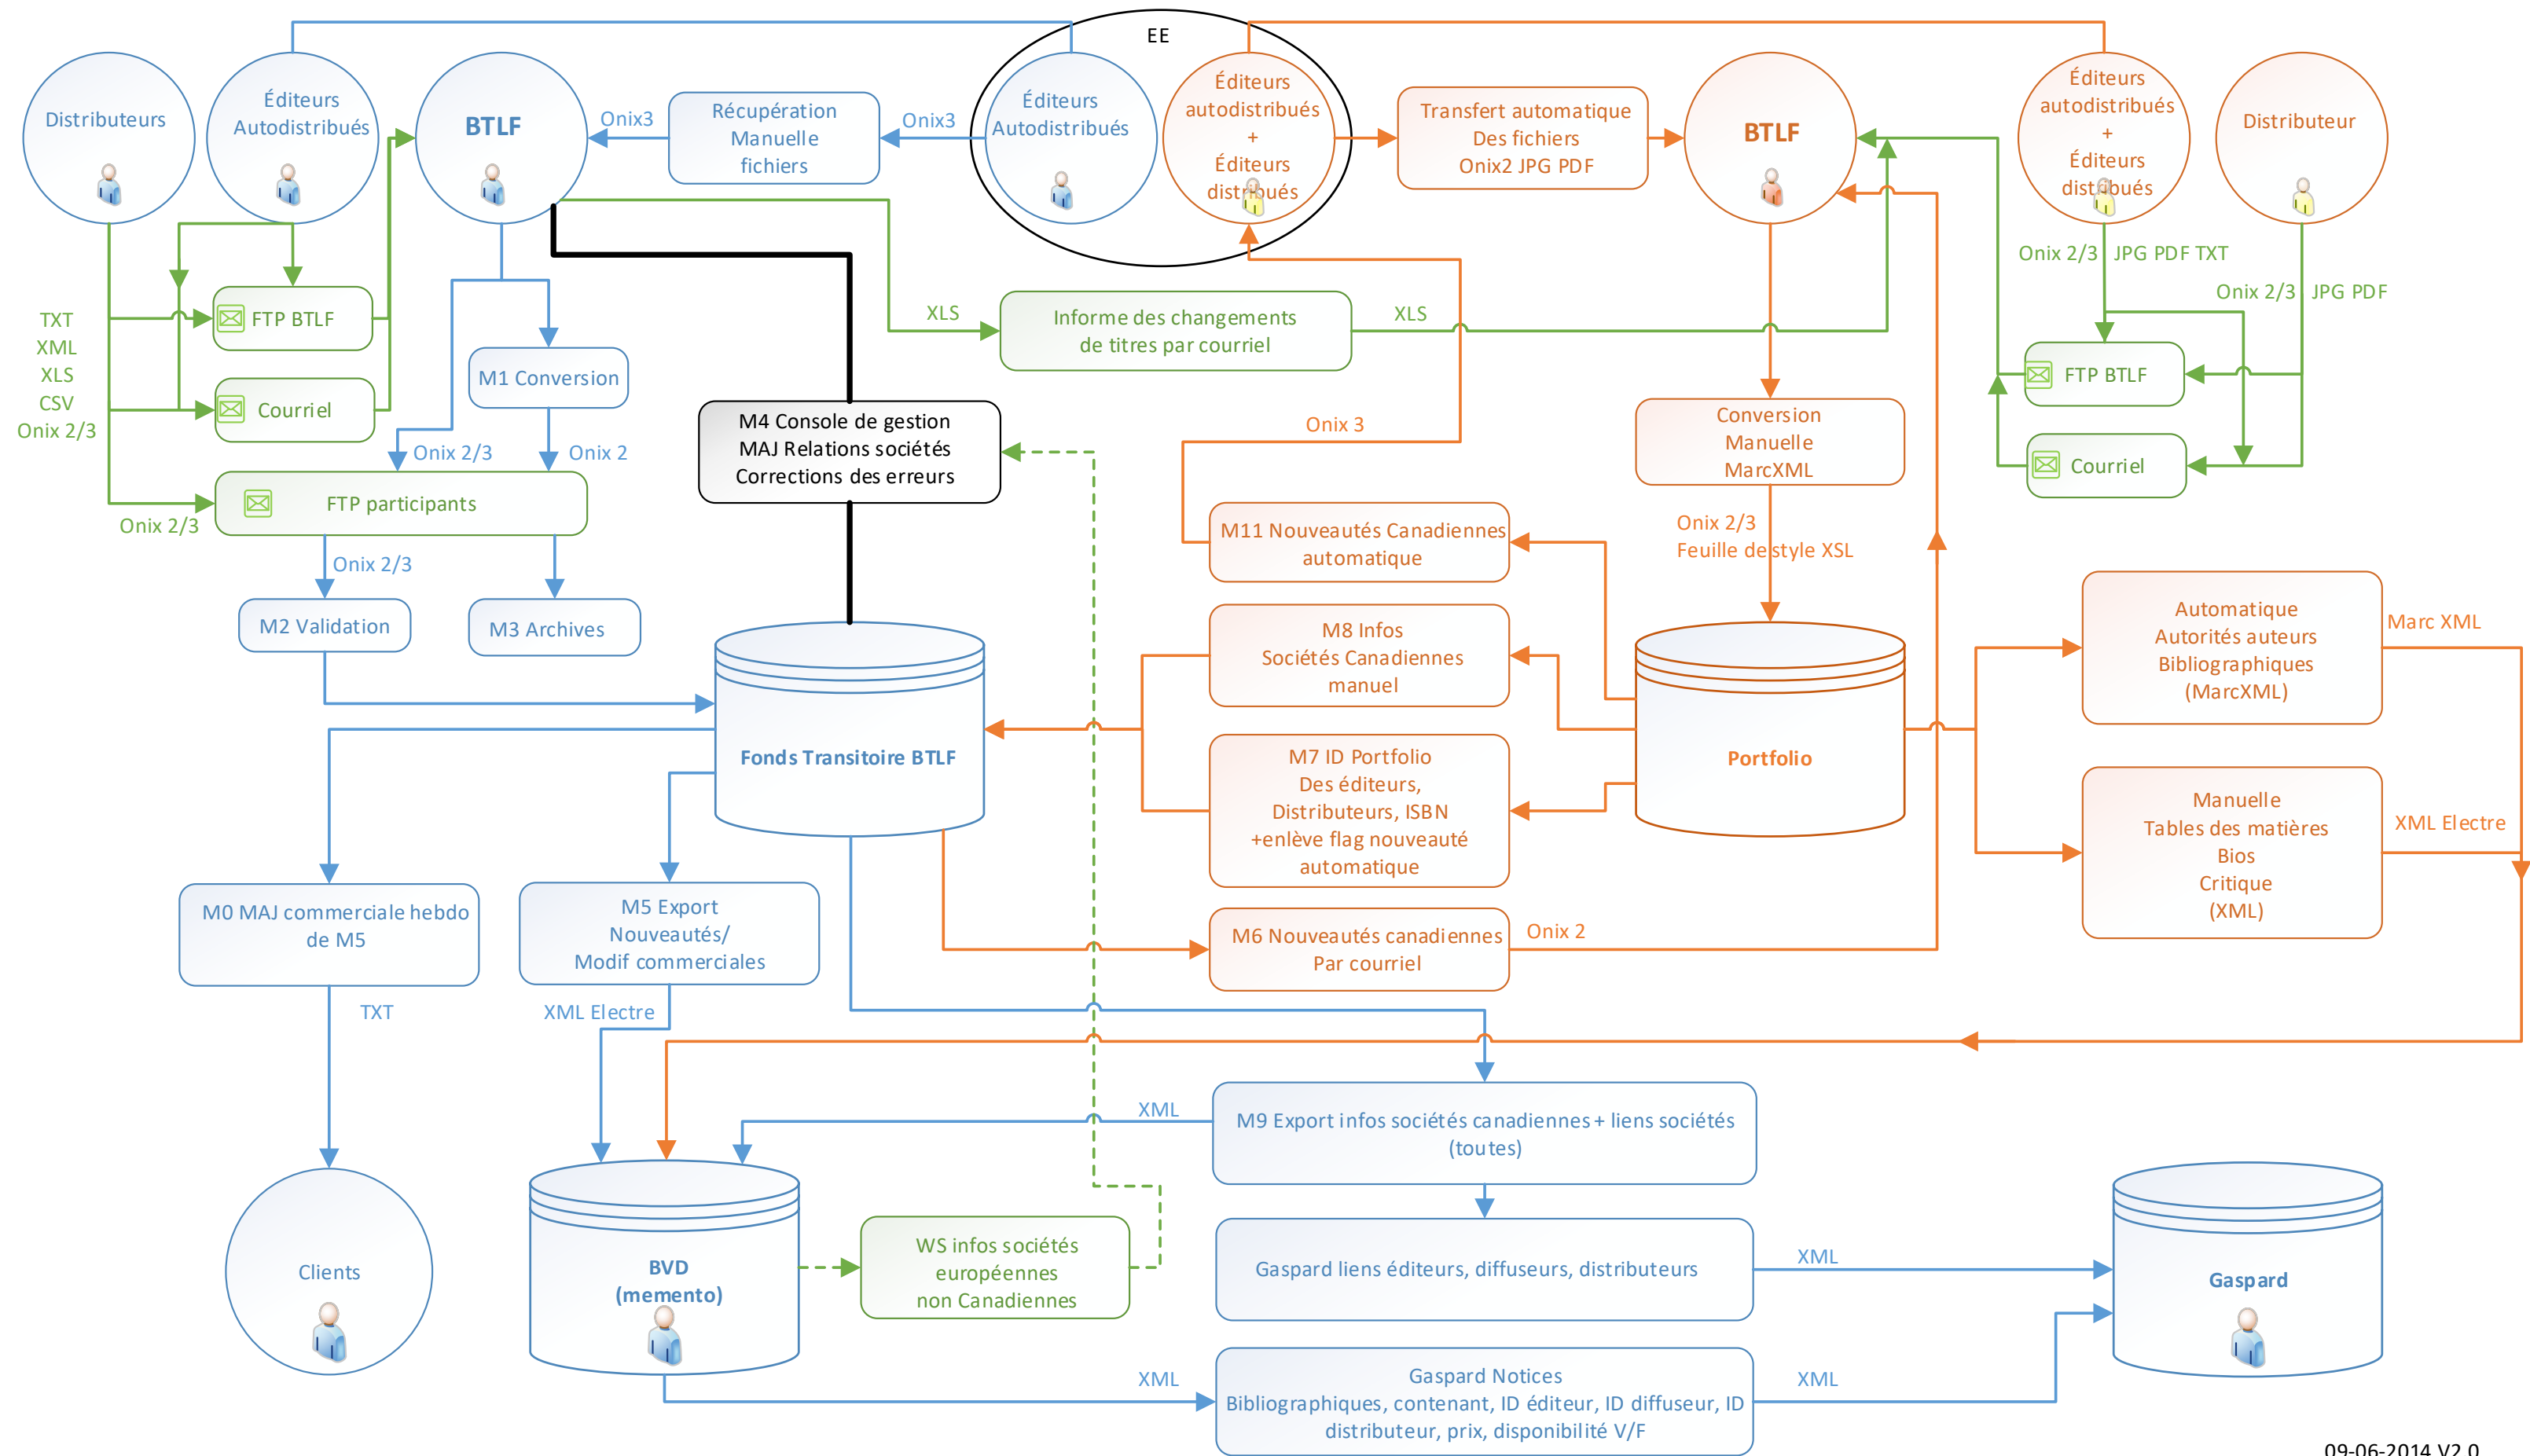 EE
Distributeurs
Éditeurs
Autodistribués
BTLF
Onix3
Récupération
Manuelle
fichiers
Onix3
Éditeurs
Autodistribués
Éditeurs
autodistribués
+
Éditeurs
distribués
Transfert automatique
Des fichiers
Onix2 JPG PDF
BTLF
Éditeurs
autodistribués
+
Éditeurs
distribués
Distributeur
Onix 2/3
JPG PDF TXT
Onix 2/3
JPG PDF
TXT
XML
XLS
CSV
Onix 2/3
FTP BTLF
Courriel
XLS
Informe des changements
de titres par courriel
XLS
M1 Conversion
FTP BTLF
Courriel
M4 Console de gestion
MAJ Relations sociétés
Corrections des erreurs
Onix 3
Conversion
Manuelle
MarcXML
Onix 2/3
Onix 2
FTP participants
Onix 2/3
Onix 2/3
M2 Validation
M3 Archives
M11 Nouveautés Canadiennes
automatique
Onix 2/3
Feuille de style XSL
M8 Infos
Sociétés Canadiennes
manuel
Automatique
Autorités auteurs
Bibliographiques
(MarcXML)
Marc XML
Fonds Transitoire BTLF
M7 ID Portfolio
Des éditeurs,
Distributeurs, ISBN
+enlève flag nouveauté
automatique
Portfolio
Manuelle
Tables des matières
Bios
Critique
(XML)
XML Electre
M0 MAJ commerciale hebdo
de M5
M5 Export
Nouveautés/
Modif commerciales
M6 Nouveautés canadiennes
Par courriel
Onix 2
TXT
XML Electre
XML
M9 Export infos sociétés canadiennes + liens sociétés
(toutes)
Clients
BVD
(memento)
WS infos sociétés
européennes
non Canadiennes
Gaspard liens éditeurs, diffuseurs, distributeurs
XML
Gaspard
XML
Gaspard Notices
Bibliographiques, contenant, ID éditeur, ID diffuseur, ID
distributeur, prix, disponibilité V/F
XML
09-06-2014 V2.0